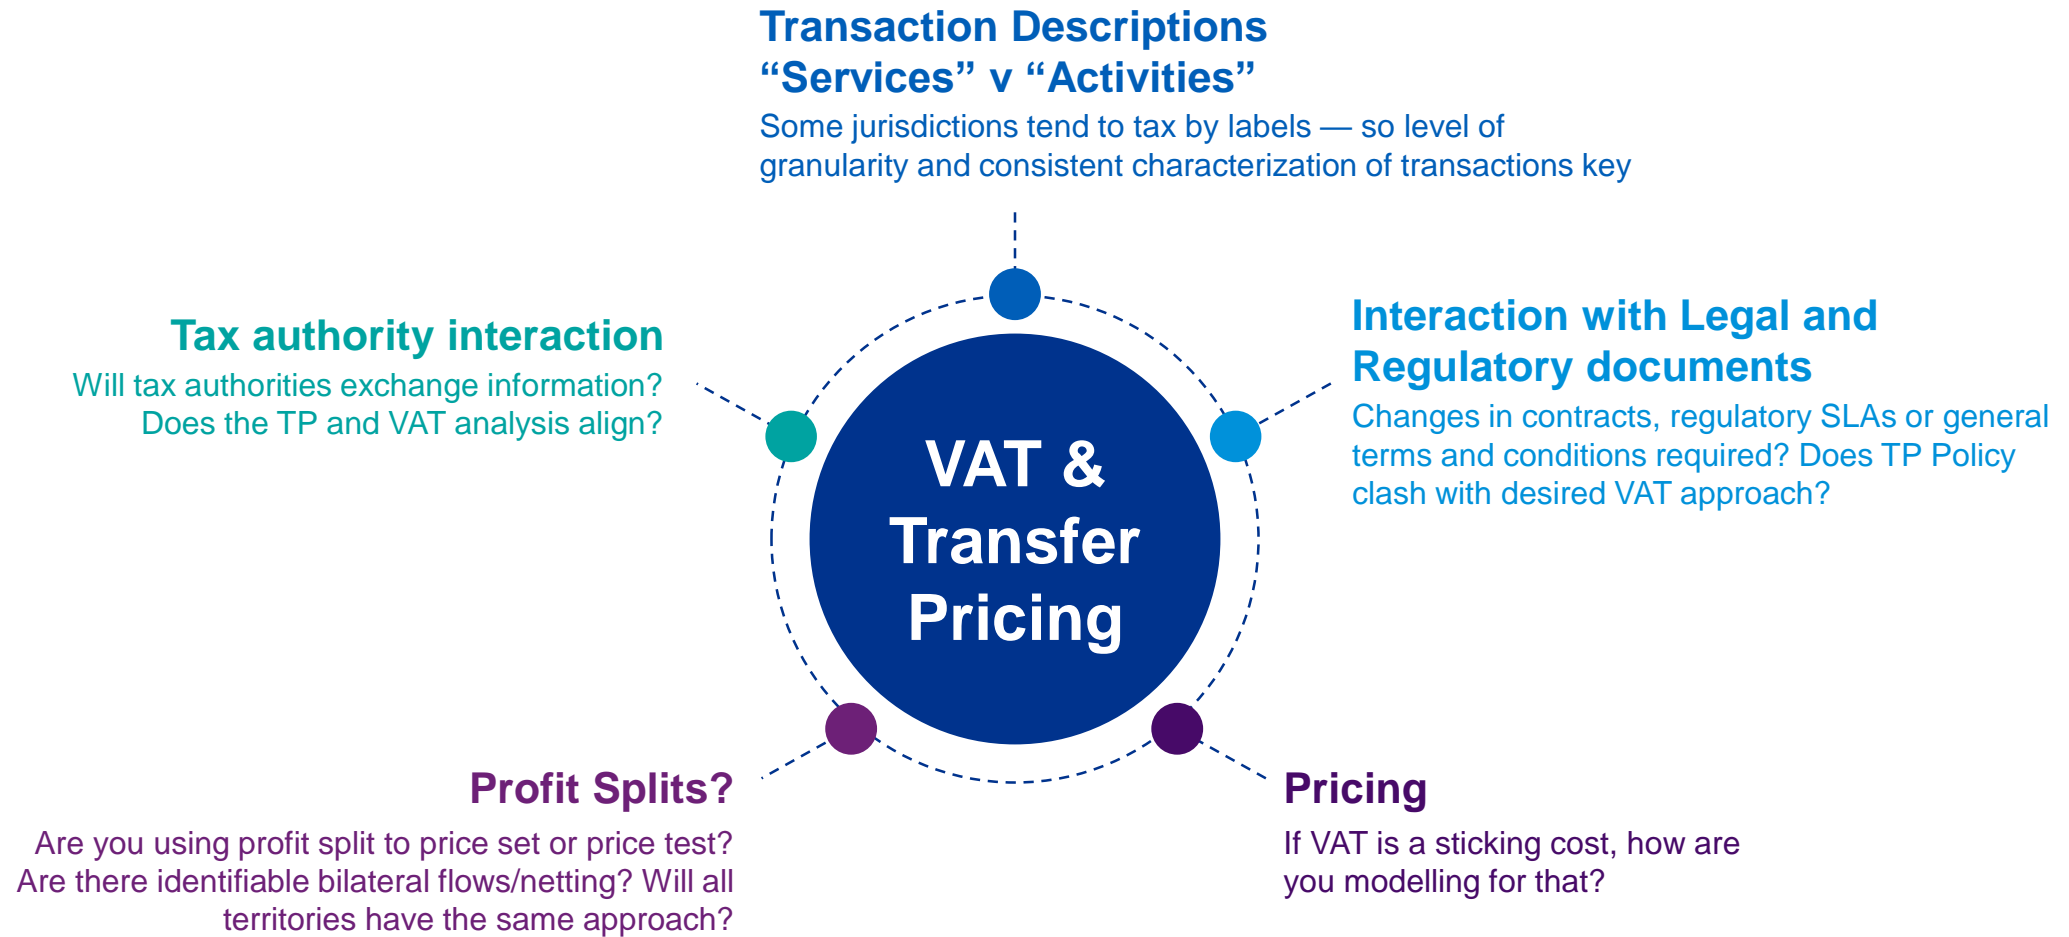 Transaction Descriptions
“Services” v “Activities”
Some jurisdictions tend to tax by labels — so level of
granularity and consistent characterization of transactions key
Tax authority interaction
Will tax authorities exchange information?
Does the TP and VAT analysis align?
VAT &
Transfer
Pricing
Interaction with Legal and
Regulatory documents
Changes in contracts, regulatory SLAs or general
terms and conditions required? Does TP Policy
clash with desired VAT approach?
Profit Splits?
Are you using profit split to price set or price test?
Are there identifiable bilateral flows/netting? Will all
territories have the same approach?
Pricing
If VAT is a sticking cost, how are
you modelling for that?